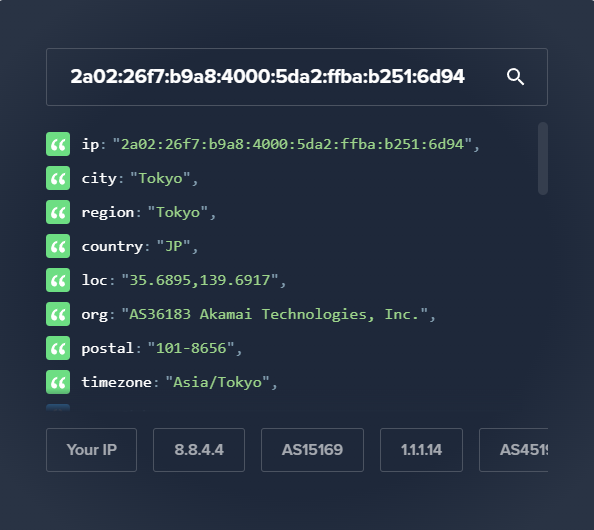 2a02:26f7:b9a8:4000:5da2:ffba:b251:6d94
ip: "2a02:26f7:b9a8:4000:5da2:ffba:b251:6d94",
city: "Tokyo",
region: "Tokyo",
country: "JP",
loc: "35.6895,139.6917",
org: "AS36183 Akamai Technologies, Inc.",
postal: "101-8656",
timezone: "Asia/Tokyo",
Your IP 8.8.4.4 AS15169 1.1.1.14